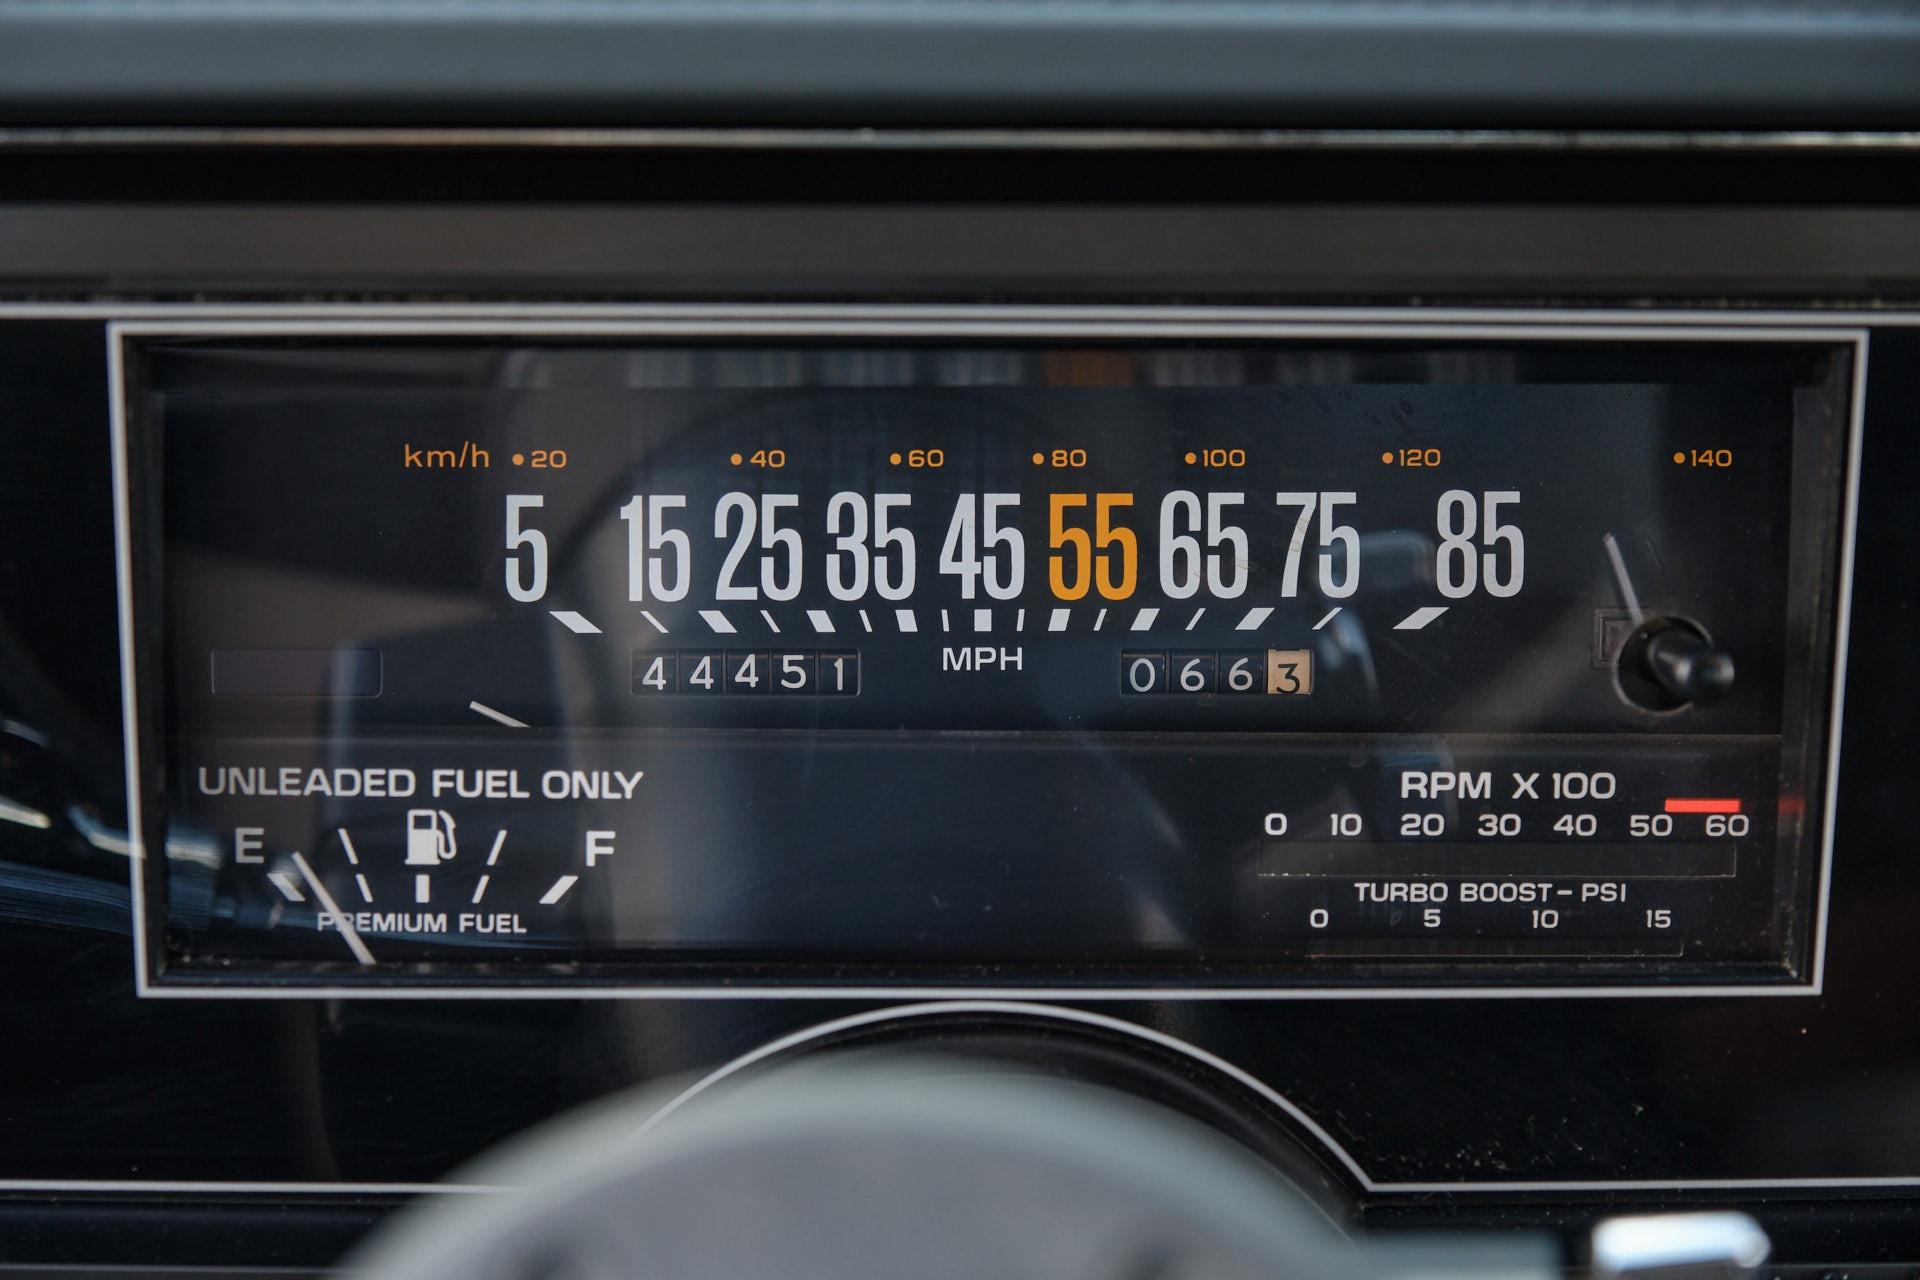 km/h 20 40 60 80 100 120 140
5 15 25 35 45 55 65 75 85
44451 MPH 0663
UNLEADED FUEL ONLY
E F
PREMIUM FUEL
RPM X 100
0 10 20 30 40 50 60
TURBO BOOST-PSI
0 5 10 15